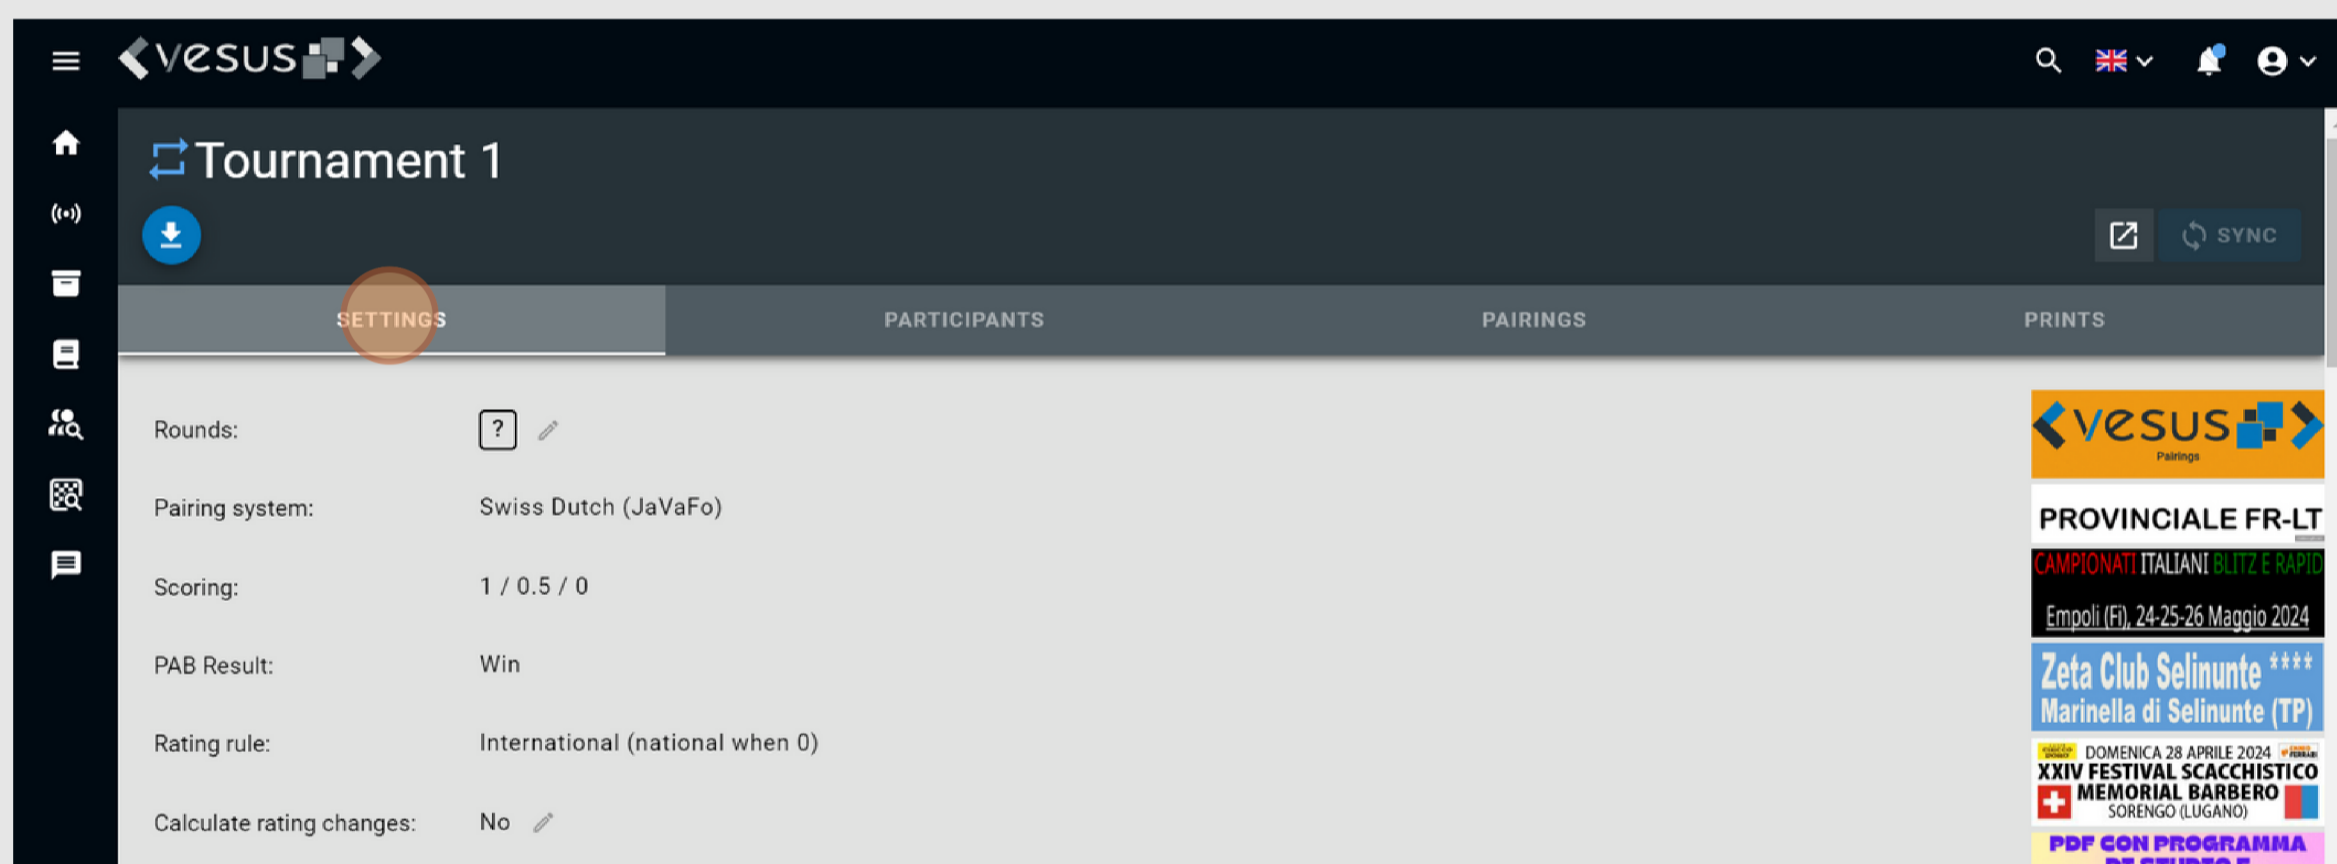 vesus
Tournament 1
SYNC
SETTINGS
PARTICIPANTS
PAIRINGS
PRINTS
Rounds:
?
Pairing system:
Swiss Dutch (JaVaFo)
Scoring:
1 / 0.5 / 0
PAB Result:
Win
Rating rule:
International (national when 0)
Calculate rating changes:
No
vesus
Pairings
PROVINCIALE FR-LT
CAMPIONATI ITALIANI BLITZ E RAPID
Empoli (Fi), 24-25-26 Maggio 2024
Zeta Club Selinunte ****
Marinella di Selinunte (TP)
DOMENICA 28 APRILE 2024
XXIV FESTIVAL SCACCHISTICO
MEMORIAL BARBERO
SORENGO (LUGANO)
PDF CON PROGRAMMA